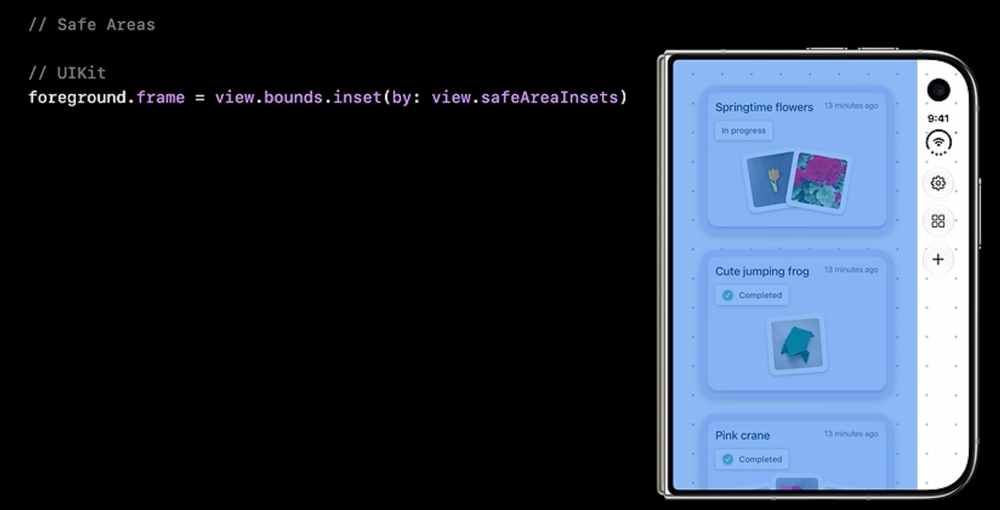 // Safe Areas
// UIKit
foreground.frame = view.bounds.inset(by: view.safeAreaInsets)
Springtime flowers 13 minutes ago
In progress
Cute jumping frog 13 minutes ago
Completed
Pink crane 13 minutes ago
Completed
9:41